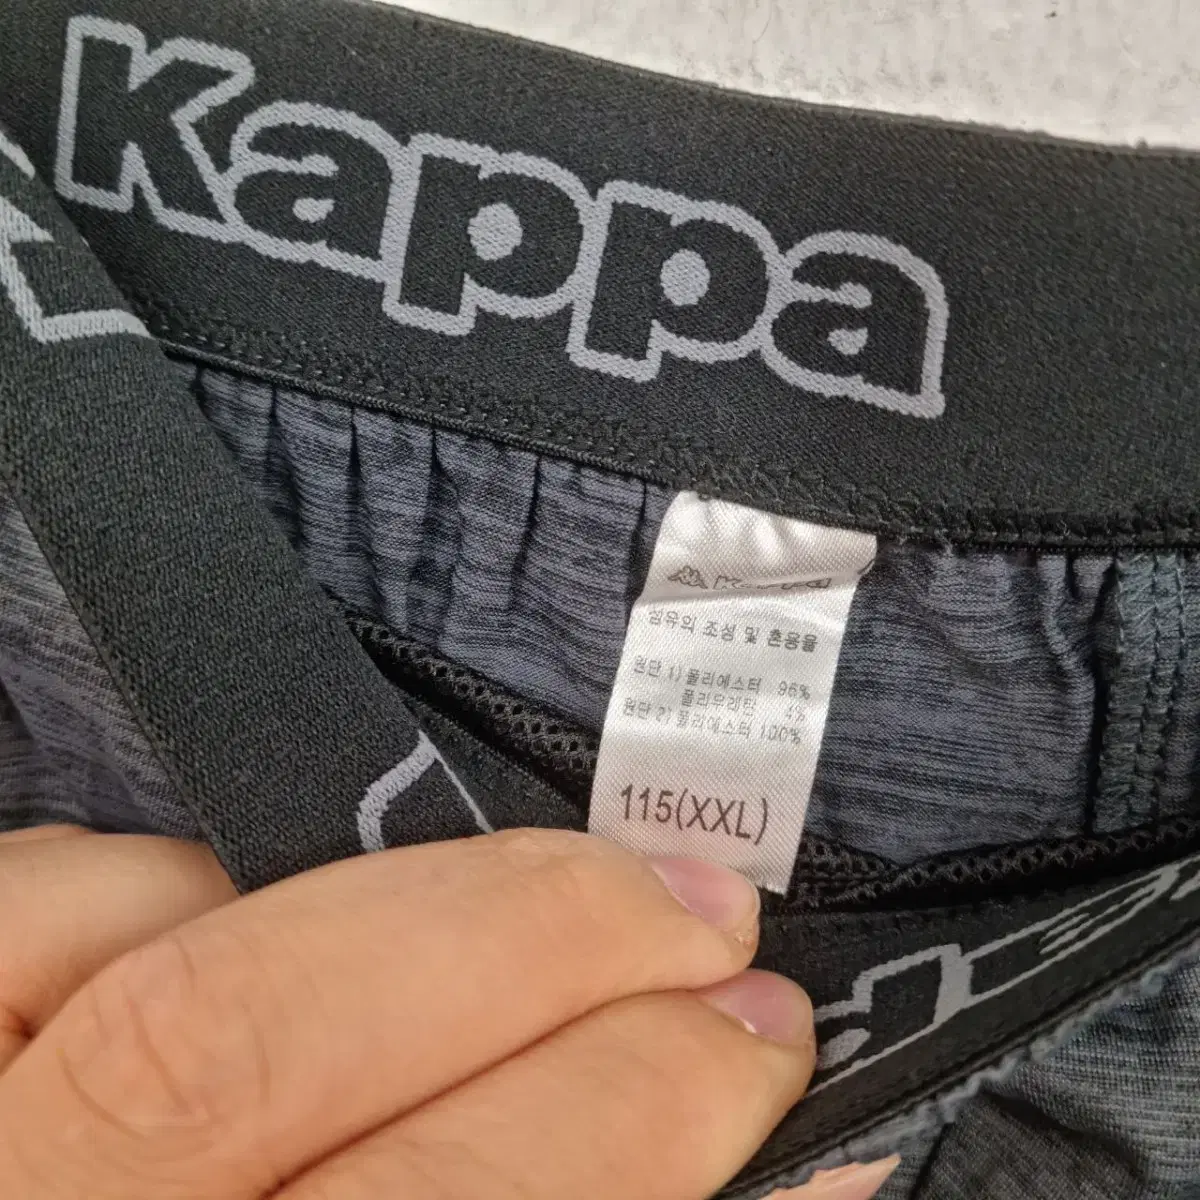 Kappa
Kappa
섬유의 조성 및 혼용율
원단 1) 폴리에스터 96%
폴리우레탄 4%
원단 2) 폴리에스터 100%
115(XXL)